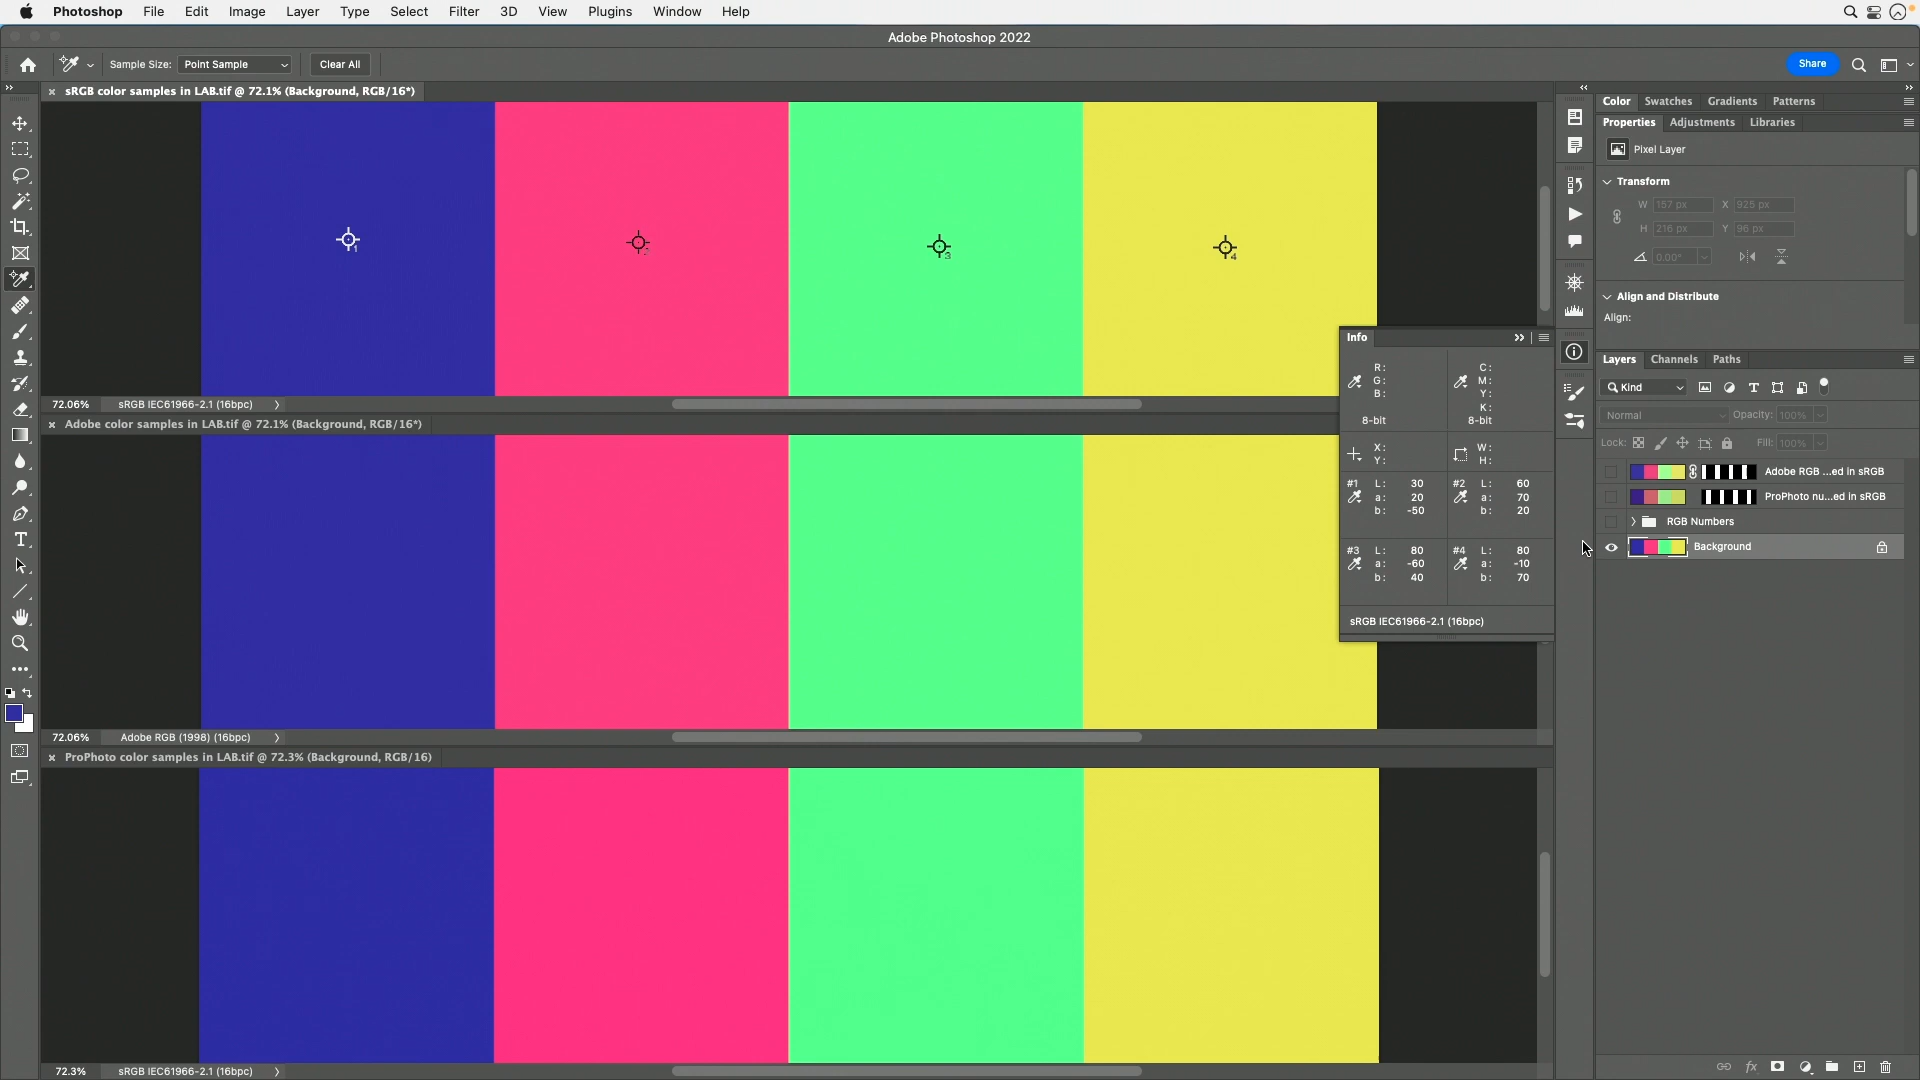 Photoshop File Edit Image Layer Type Select Filter 3D View Plugins Window Help
Adobe Photoshop 2022
Sample Size: Point Sample Clear All Share
sRGB color samples in LAB.tif @ 72.1% (Background, RGB/16*)
72.06% sRGB IEC61966-2.1 (16bpc)
Adobe color samples in LAB.tif @ 72.1% (Background, RGB/16*)
72.06% Adobe RGB (1998) (16bpc)
ProPhoto color samples in LAB.tif @ 72.3% (Background, RGB/16)
72.3% sRGB IEC61966-2.1 (16bpc)
1
2
3
4
Info
R: C:
G: M:
B: Y:
K:
8-bit 8-bit
X: W:
Y: H:
#1 L: 30 #2 L: 60
a: 20 a: 70
b: -50 b: 20
#3 L: 80 #4 L: 80
a: -60 a: -10
b: 40 b: 70
sRGB IEC61966-2.1 (16bpc)
Color Swatches Gradients Patterns
Properties Adjustments Libraries
Pixel Layer
Transform
W 157 px X 925 px
H 216 px Y 96 px
0.00°
Align and Distribute
Align:
Layers Channels Paths
Kind
Normal Opacity: 100%
Lock: Fill: 100%
Adobe RGB ...ed in sRGB
ProPhoto nu...ed in sRGB
RGB Numbers
Background
fx